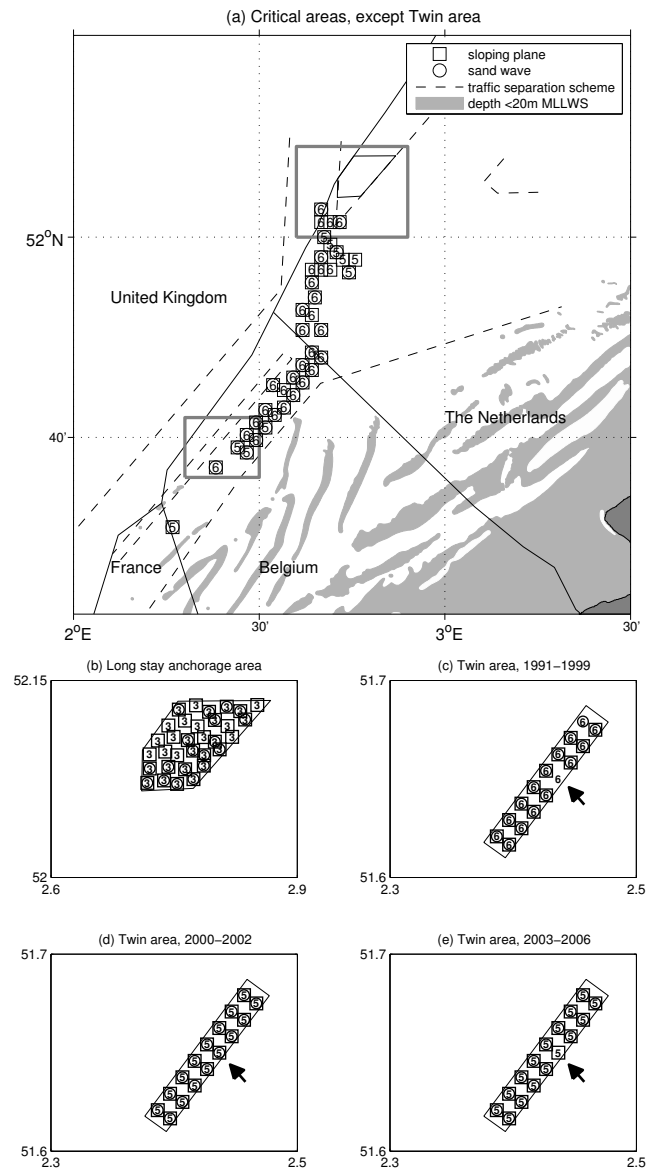 (a) Critical areas, except Twin area
sloping plane
sand wave
traffic separation scheme
depth <20m MLLWS
52°N
United Kingdom
The Netherlands
40'
France
Belgium
2°E
30'
3°E
30'
(b) Long stay anchorage area
52.15
52
2.6
2.9
(c) Twin area, 1991−1999
51.7
51.6
2.3
2.5
(d) Twin area, 2000−2002
51.7
51.6
2.3
2.5
(e) Twin area, 2003−2006
51.7
51.6
2.3
2.5